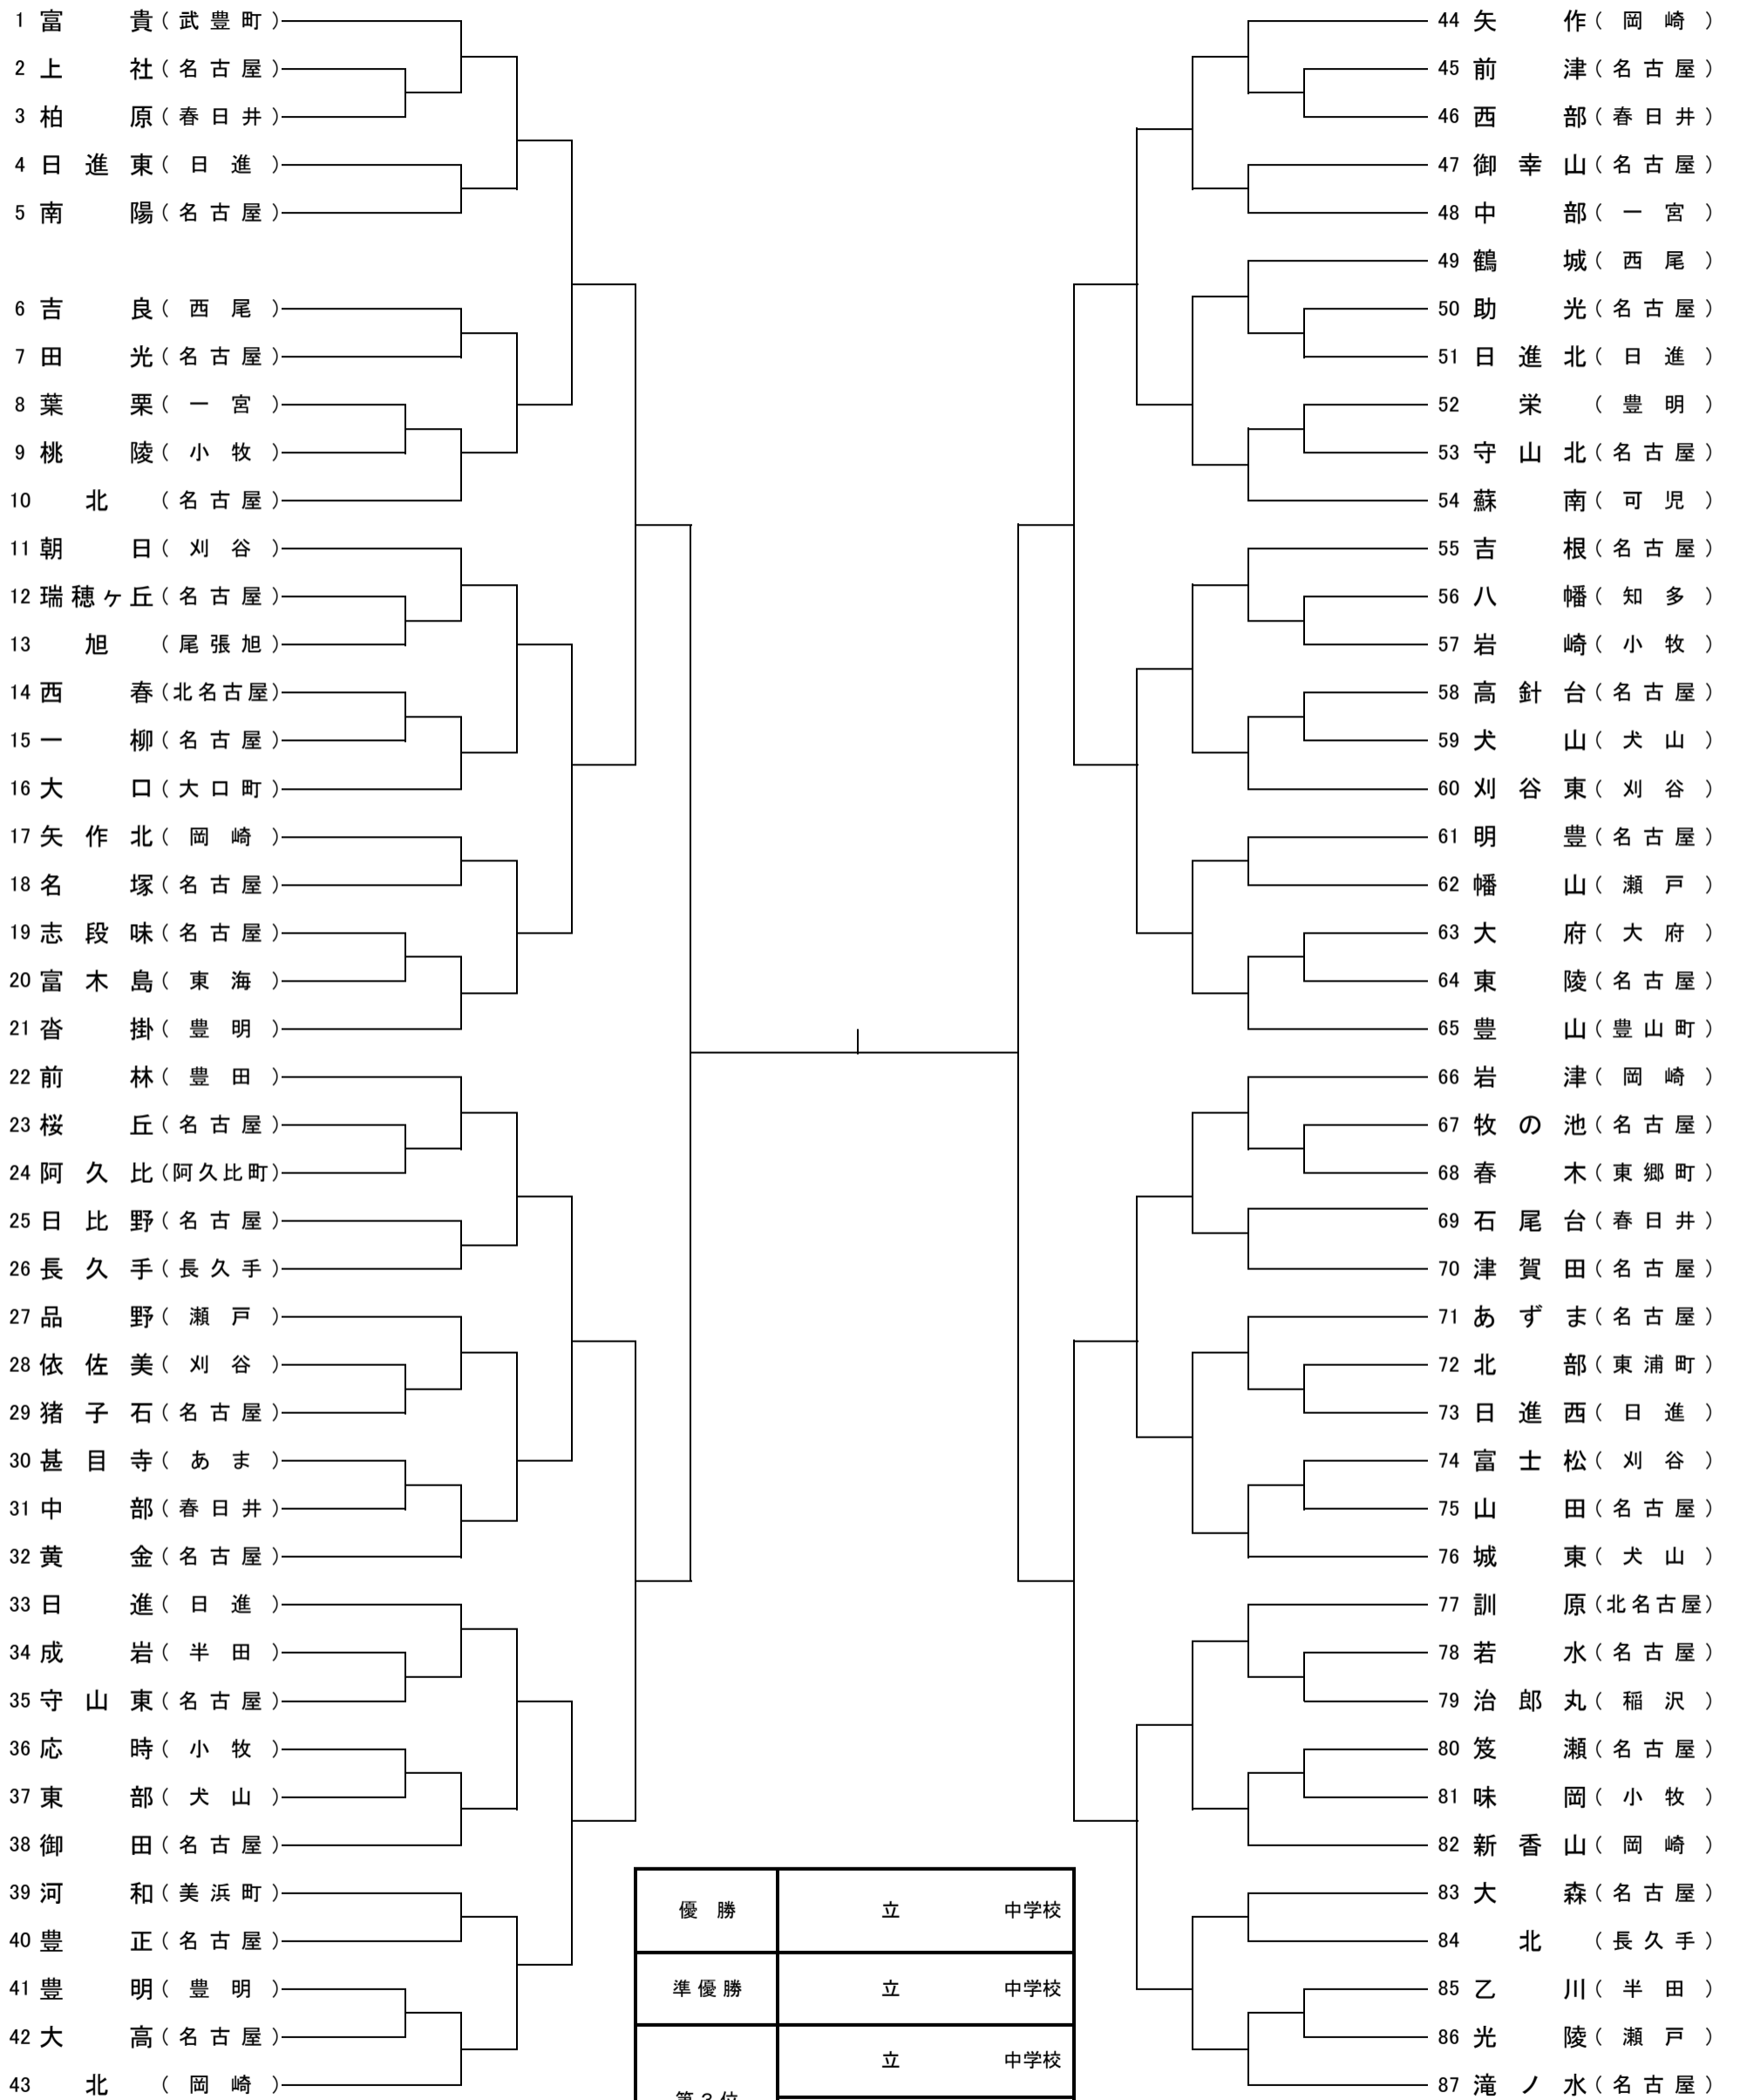 1 富貴（武豊町）
2 上社（名古屋）
3 柏原（春日井）
4 日進東（日進）
5 南陽（名古屋）
6 吉良（西尾）
7 田光（名古屋）
8 葉栗（一宮）
9 桃陵（小牧）
10 北（名古屋）
11 朝日（刈谷）
12 瑞穂ヶ丘（名古屋）
13 旭（尾張旭）
14 西春（北名古屋）
15 一柳（名古屋）
16 大口（大口町）
17 矢作北（岡崎）
18 名塚（名古屋）
19 志段味（名古屋）
20 富木島（東海）
21 沓掛（豊明）
22 前林（豊田）
23 桜丘（名古屋）
24 阿久比（阿久比町）
25 日比野（名古屋）
26 長久手（長久手）
27 品野（瀬戸）
28 依佐美（刈谷）
29 猪子石（名古屋）
30 甚目寺（あま）
31 中部（春日井）
32 黄金（名古屋）
33 日進（日進）
34 成岩（半田）
35 守山東（名古屋）
36 応時（小牧）
37 東部（犬山）
38 御田（名古屋）
39 河和（美浜町）
40 豊正（名古屋）
41 豊明（豊明）
42 大高（名古屋）
43 北（岡崎）
優勝 立 中学校
準優勝 立 中学校
第３位 立 中学校
44 矢作（岡崎）
45 前津（名古屋）
46 西部（春日井）
47 御幸山（名古屋）
48 中部（一宮）
49 鶴城（西尾）
50 助光（名古屋）
51 日進北（日進）
52 栄（豊明）
53 守山北（名古屋）
54 蘇南（可児）
55 吉根（名古屋）
56 八幡（知多）
57 岩崎（小牧）
58 高針台（名古屋）
59 犬山（犬山）
60 刈谷東（刈谷）
61 明豊（名古屋）
62 幡山（瀬戸）
63 大府（大府）
64 東陵（名古屋）
65 豊山（豊山町）
66 岩津（岡崎）
67 牧の池（名古屋）
68 春木（東郷町）
69 石尾台（春日井）
70 津賀田（名古屋）
71 あずま（名古屋）
72 北部（東浦町）
73 日進西（日進）
74 富士松（刈谷）
75 山田（名古屋）
76 城東（犬山）
77 訓原（北名古屋）
78 若水（名古屋）
79 治郎丸（稲沢）
80 笈瀬（名古屋）
81 味岡（小牧）
82 新香山（岡崎）
83 大森（名古屋）
84 北（長久手）
85 乙川（半田）
86 光陵（瀬戸）
87 滝ノ水（名古屋）